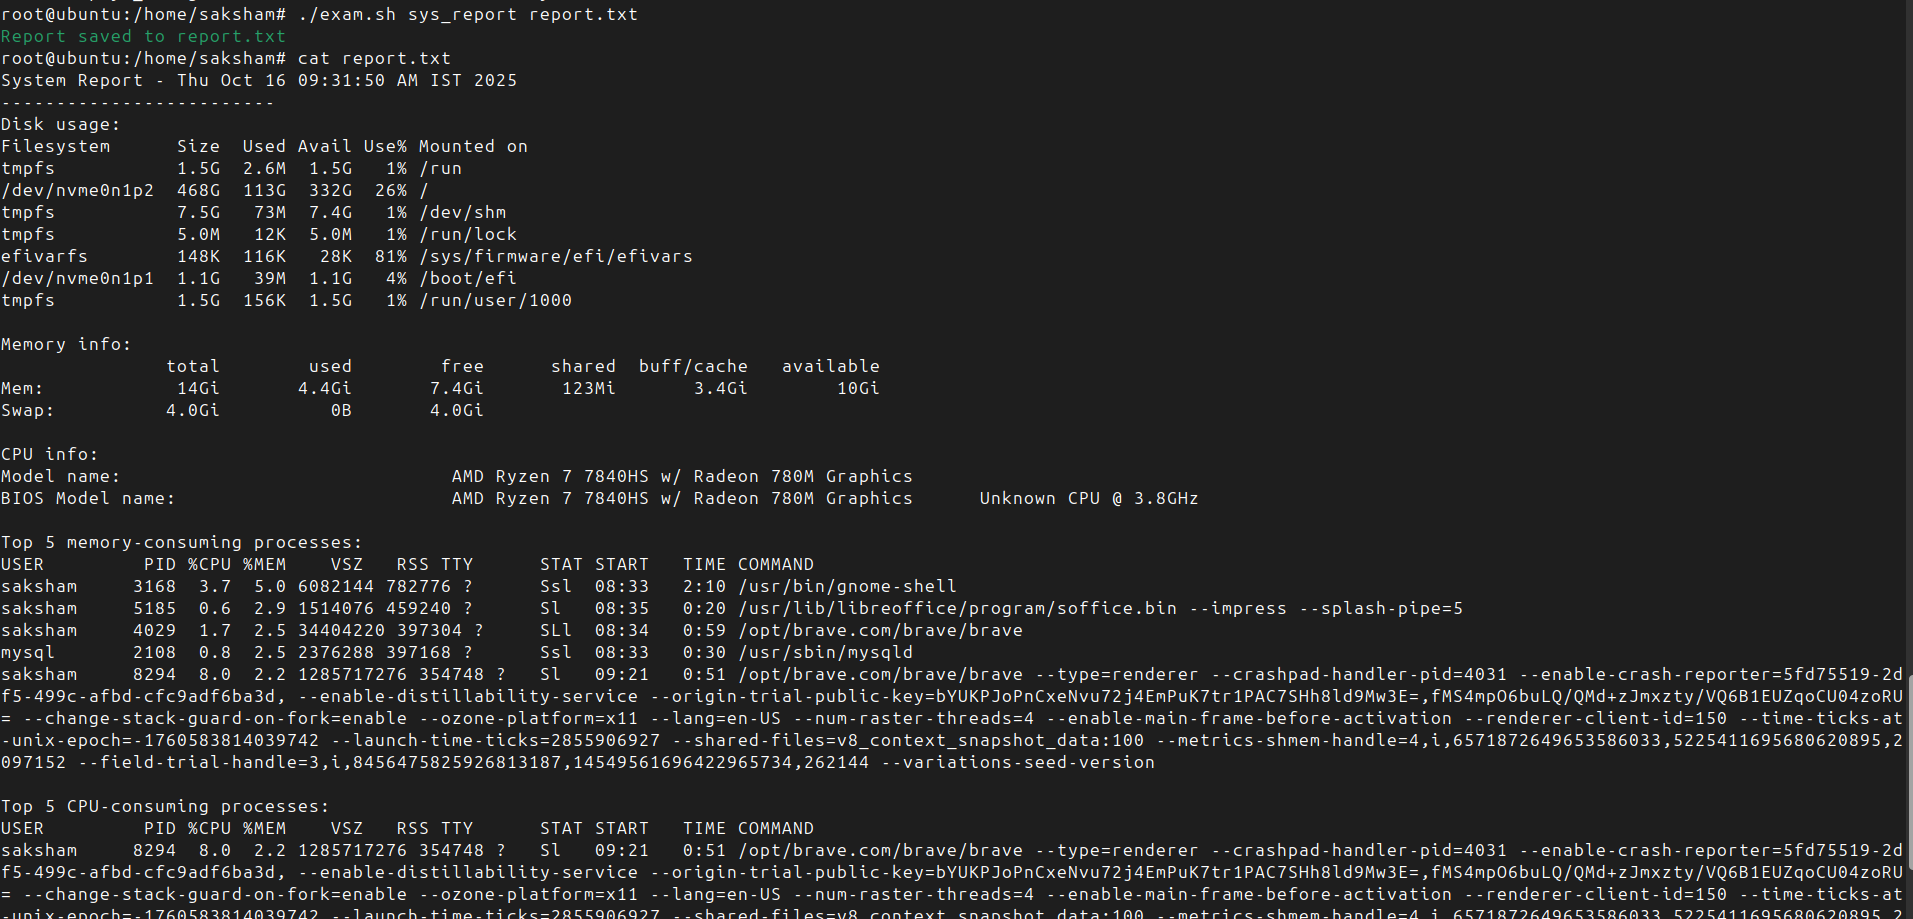 root@ubuntu:/home/saksham# ./exam.sh sys_report report.txt
Report saved to report.txt
root@ubuntu:/home/saksham# cat report.txt
System Report - Thu Oct 16 09:31:50 AM IST 2025
-------------------------
Disk usage:
Filesystem      Size  Used Avail Use% Mounted on
tmpfs           1.5G  2.6M  1.5G   1% /run
/dev/nvme0n1p2  468G  113G  332G  26% /
tmpfs           7.5G   73M  7.4G   1% /dev/shm
tmpfs           5.0M   12K  5.0M   1% /run/lock
efivarfs        148K  116K   28K  81% /sys/firmware/efi/efivars
/dev/nvme0n1p1  1.1G   39M  1.1G   4% /boot/efi
tmpfs           1.5G  156K  1.5G   1% /run/user/1000

Memory info:
               total        used        free      shared  buff/cache   available
Mem:            14Gi       4.4Gi       7.4Gi       123Mi       3.4Gi        10Gi
Swap:          4.0Gi          0B       4.0Gi

CPU info:
Model name:                              AMD Ryzen 7 7840HS w/ Radeon 780M Graphics
BIOS Model name:                         AMD Ryzen 7 7840HS w/ Radeon 780M Graphics      Unknown CPU @ 3.8GHz

Top 5 memory-consuming processes:
USER         PID %CPU %MEM    VSZ   RSS TTY      STAT START   TIME COMMAND
saksham     3168  3.7  5.0 6082144 782776 ?      Ssl  08:33   2:10 /usr/bin/gnome-shell
saksham     5185  0.6  2.9 1514076 459240 ?      Sl   08:35   0:20 /usr/lib/libreoffice/program/soffice.bin --impress --splash-pipe=5
saksham     4029  1.7  2.5 34404220 397304 ?     SLl  08:34   0:59 /opt/brave.com/brave/brave
mysql       2108  0.8  2.5 2376288 397168 ?      Ssl  08:33   0:30 /usr/sbin/mysqld
saksham     8294  8.0  2.2 1285717276 354748 ?   Sl   09:21   0:51 /opt/brave.com/brave/brave --type=renderer --crashpad-handler-pid=4031 --enable-crash-reporter=5fd75519-2d
f5-499c-afbd-cfc9adf6ba3d, --enable-distillability-service --origin-trial-public-key=bYUKPJoPnCxeNvu72j4EmPuK7tr1PAC7SHh8ld9Mw3E=,fMS4mpO6buLQ/QMd+zJmxzty/VQ6B1EUZqoCU04zoRU
= --change-stack-guard-on-fork=enable --ozone-platform=x11 --lang=en-US --num-raster-threads=4 --enable-main-frame-before-activation --renderer-client-id=150 --time-ticks-at
-unix-epoch=-1760583814039742 --launch-time-ticks=2855906927 --shared-files=v8_context_snapshot_data:100 --metrics-shmem-handle=4,i,6571872649653586033,5225411695680620895,2
097152 --field-trial-handle=3,i,8456475825926813187,14549561696422965734,262144 --variations-seed-version

Top 5 CPU-consuming processes:
USER         PID %CPU %MEM    VSZ   RSS TTY      STAT START   TIME COMMAND
saksham     8294  8.0  2.2 1285717276 354748 ?   Sl   09:21   0:51 /opt/brave.com/brave/brave --type=renderer --crashpad-handler-pid=4031 --enable-crash-reporter=5fd75519-2d
f5-499c-afbd-cfc9adf6ba3d, --enable-distillability-service --origin-trial-public-key=bYUKPJoPnCxeNvu72j4EmPuK7tr1PAC7SHh8ld9Mw3E=,fMS4mpO6buLQ/QMd+zJmxzty/VQ6B1EUZqoCU04zoRU
= --change-stack-guard-on-fork=enable --ozone-platform=x11 --lang=en-US --num-raster-threads=4 --enable-main-frame-before-activation --renderer-client-id=150 --time-ticks-at
-unix-epoch=-1760583814039742 --launch-time-ticks=2855906927 --shared-files=v8_context_snapshot_data:100 --metrics-shmem-handle=4,i,6571872649653586033,5225411695680620895,2